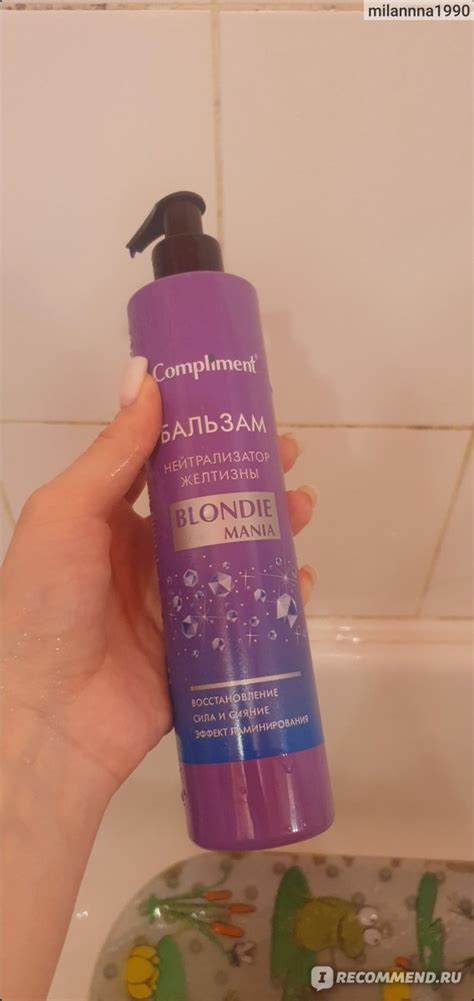 milannna1990
Compliment®
БАЛЬЗАМ
НЕЙТРАЛИЗАТОР
ЖЕЛТИЗНЫ
BLONDIE
MANIA
ВОССТАНОВЛЕНИЕ
СИЛА И СИЯНИЕ
ЭФФЕКТ ЛАМИНИРОВАНИЯ
I RECOMMEND.RU